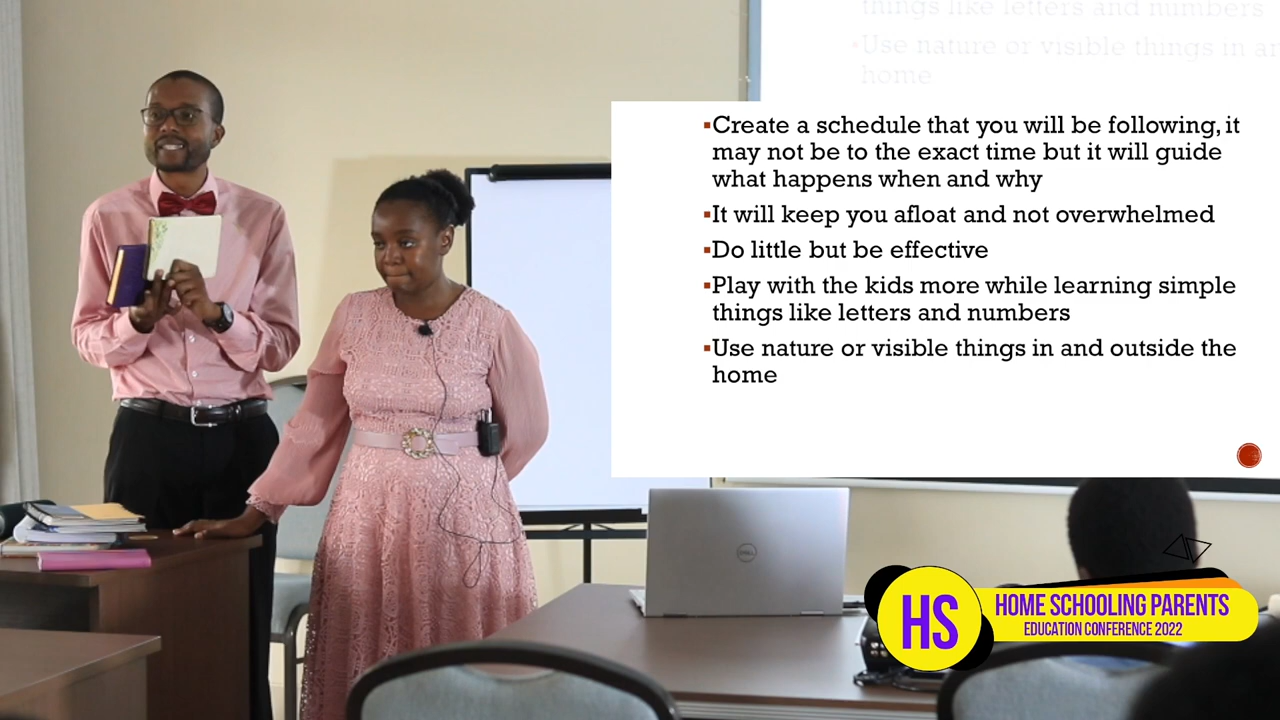 things like letters and numbers
▪Use nature or visible things in an
home
▪Create a schedule that you will be following, it
may not be to the exact time but it will guide
what happens when and why
▪It will keep you afloat and not overwhelmed
▪Do little but be effective
▪Play with the kids more while learning simple
things like letters and numbers
▪Use nature or visible things in and outside the
home
DELL
HS
HOME SCHOOLING PARENTS
EDUCATION CONFERENCE 2022